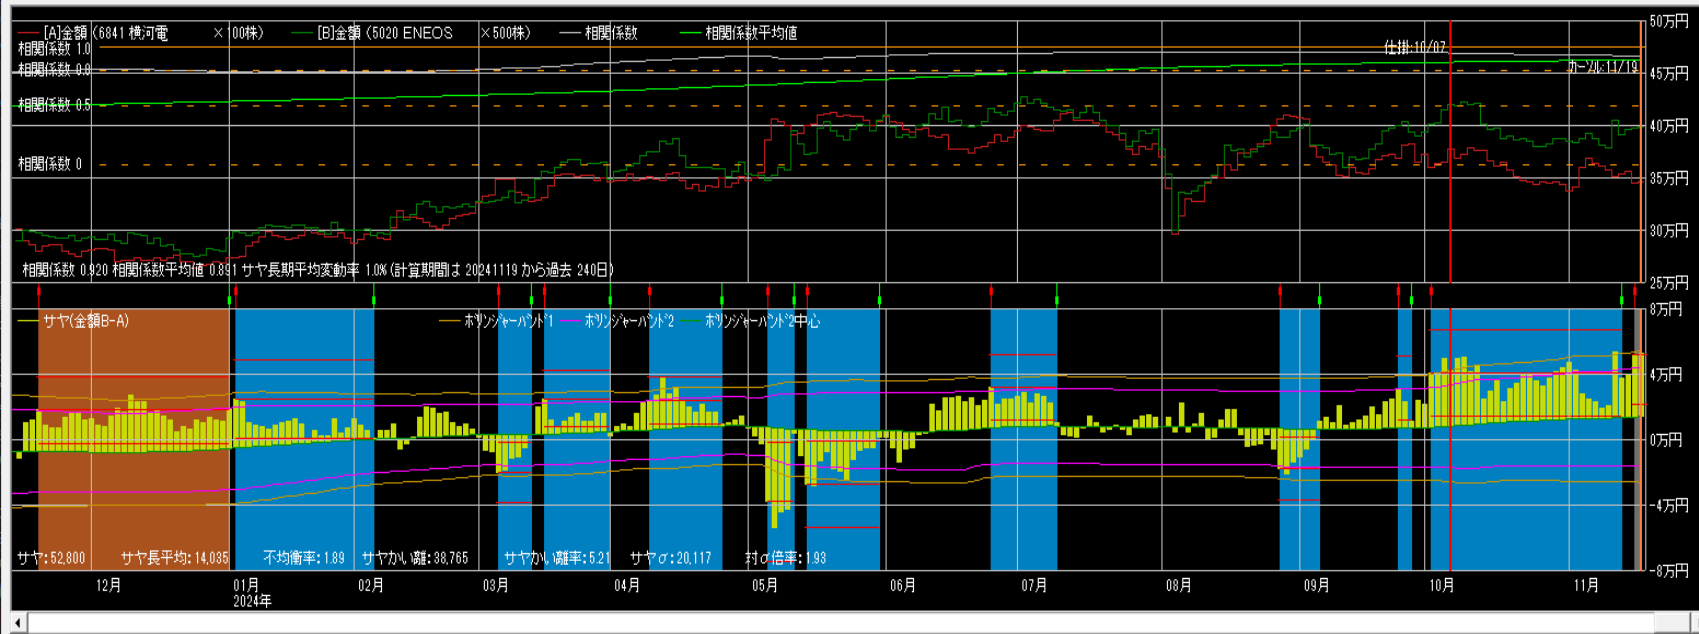 [A]金額 (6841 横河電 ×100株) [B]金額 (5020 ENEOS ×500株) 相関係数 相関係数平均値
50万円
相関係数 1.0
仕掛:10/07
相関係数 0.9
カーソル:11/19
45万円
相関係数 0.5
40万円
相関係数 0
35万円
30万円
相関係数 0.920 相関係数平均値 0.891 サヤ長期平均変動率 1.0% (計算期間は 20241119 から過去 240日)
25万円
8万円
サヤ(金額B-A) ボリンジャーバンド1 ボリンジャーバンド2 ボリンジャーバンド2中心
4万円
0万円
-4万円
サヤ:52,800 サヤ長平均:14,035 不均衡率:1.89 サヤかい離:38,765 サヤかい離率:5.21 サヤσ:20,117 対σ倍率:1.93
-8万円
12月 01月 02月 03月 04月 05月 06月 07月 08月 09月 10月 11月
2024年